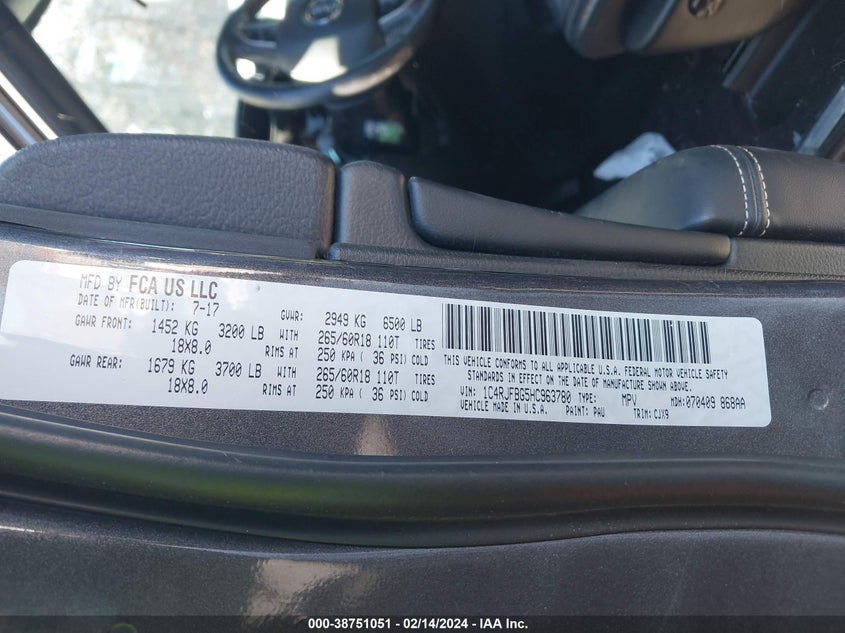 MFD BY FCA US LLC
DATE OF MFR(BUILT): 7-17 GVWR: 2949 KG 6500 LB
GAWR FRONT: 1452 KG 3200 LB WITH 265/60R18 110T TIRES
18X8.0 RIMS AT 250 KPA ( 36 PSI) COLD
GAWR REAR: 1679 KG 3700 LB WITH 265/60R18 110T TIRES
18X8.0 RIMS AT 250 KPA ( 36 PSI) COLD
THIS VEHICLE CONFORMS TO ALL APPLICABLE U.S.A. FEDERAL MOTOR VEHICLE SAFETY
STANDARDS IN EFFECT ON THE DATE OF MANUFACTURE SHOWN ABOVE.
VIN: 1C4RJFBG5HC963780 TYPE: MPV MDH: 070409 868AA
VEHICLE MADE IN U.S.A. PAINT: PAU TRIM: CJX9
000-38751051 - 02/14/2024 - IAA Inc.